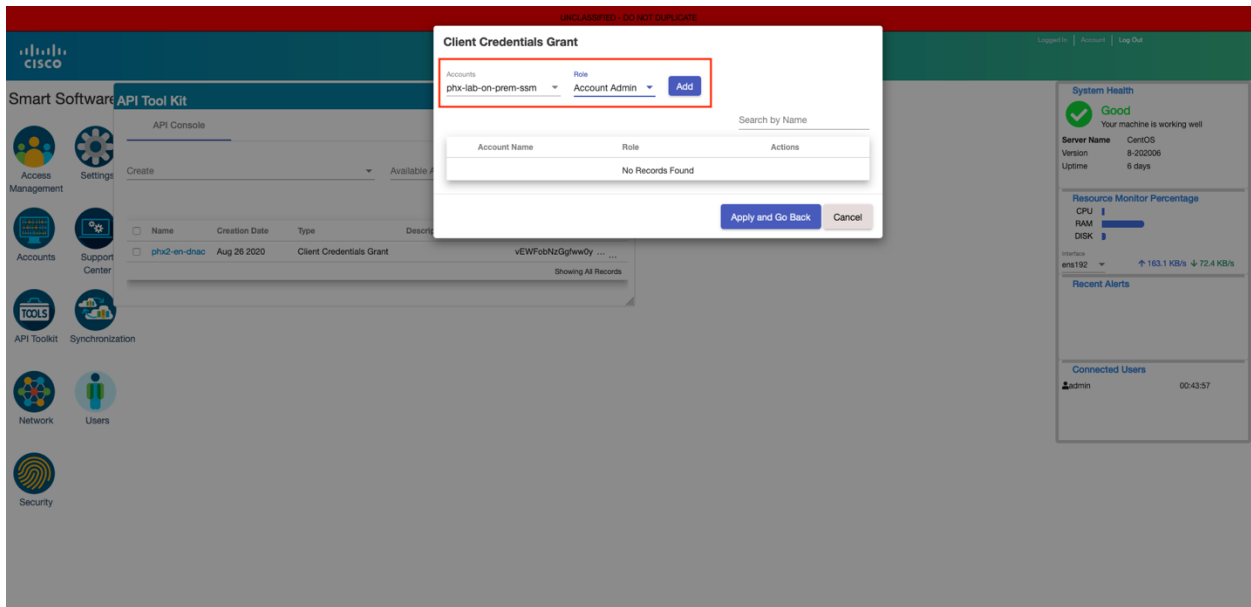 UNCLASSIFIED - DO NOT DUPLICATE
CISCO
Logged In Account Log Out
Client Credentials Grant
Accounts
phx-lab-on-prem-ssm
Role
Account Admin
Add
Search by Name
Account Name Role Actions
No Records Found
Apply and Go Back Cancel
Smart Software
API Tool Kit
API Console
Create
Available A
Name Creation Date Type Descrip
phx2-en-dnac Aug 26 2020 Client Credentials Grant vEWFobNzGgfww0y ... ...
Showing All Records
Access Management
Settings
Accounts
Support Center
TOOLS
API Toolkit
Synchronization
Network
Users
Security
System Health
Good
Your machine is working well
Server Name CentOS
Version 8-202006
Uptime 6 days
Resource Monitor Percentage
CPU
RAM
DISK
Interface
ens192 163.1 KB/s 72.4 KB/s
Recent Alerts
Connected Users
admin 00:43:57